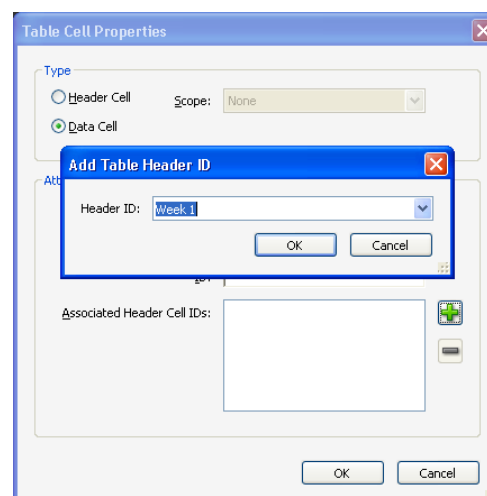 Table Cell Properties
Type
Header Cell
Scope: None
Data Cell
Add Table Header ID
Att
Header ID: Week 1
OK Cancel
ID:
Associated Header Cell IDs:
OK Cancel